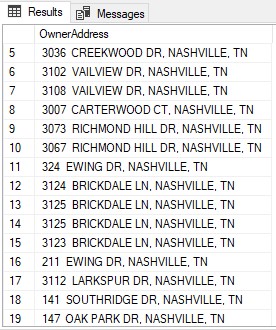 Results Messages
OwnerAddress
5 3036 CREEKWOOD DR, NASHVILLE, TN
6 3102 VAILVIEW DR, NASHVILLE, TN
7 3108 VAILVIEW DR, NASHVILLE, TN
8 3007 CARTERWOOD CT, NASHVILLE, TN
9 3073 RICHMOND HILL DR, NASHVILLE, TN
10 3067 RICHMOND HILL DR, NASHVILLE, TN
11 324 EWING DR, NASHVILLE, TN
12 3124 BRICKDALE LN, NASHVILLE, TN
13 3125 BRICKDALE LN, NASHVILLE, TN
14 3125 BRICKDALE LN, NASHVILLE, TN
15 3123 BRICKDALE LN, NASHVILLE, TN
16 211 EWING DR, NASHVILLE, TN
17 3112 LARKSPUR DR, NASHVILLE, TN
18 141 SOUTHRIDGE DR, NASHVILLE, TN
19 147 OAK PARK DR, NASHVILLE, TN